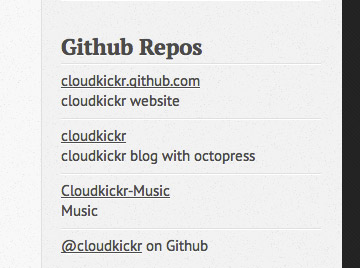 Github Repos
cloudkickr.github.com
cloudkickr website
cloudkickr
cloudkickr blog with octopress
Cloudkickr-Music
Music
@cloudkickr on Github